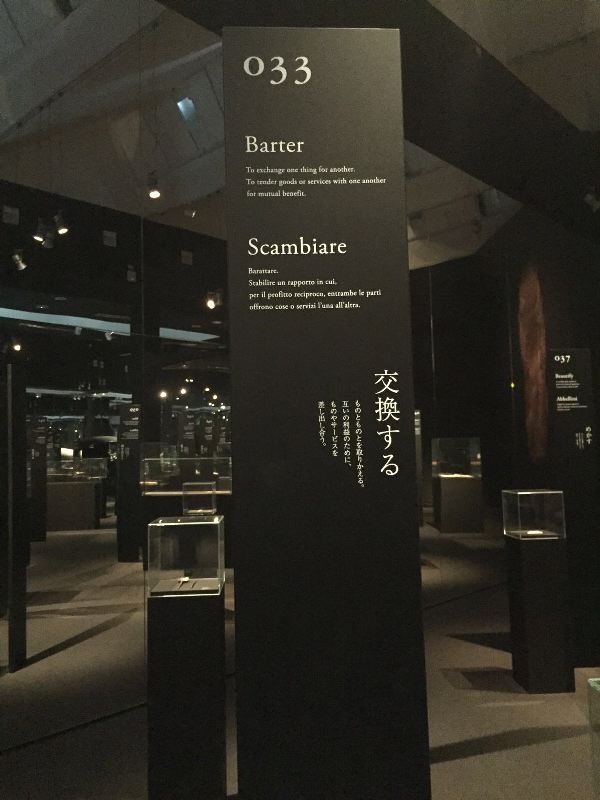 033
Barter
To exchange one thing for another.
To tender goods or services with one another
for mutual benefit.
Scambiare
Barattare.
Stabilire un rapporto in cui,
per il profitto reciproco, entrambe le parti
offrono cose o servizi l'una all'altra.
交換する
ものとものとを取りかえる。
互いの利益のために、
ものやサービスを
差し出し合う。
037
Beautify
Abbellirsi